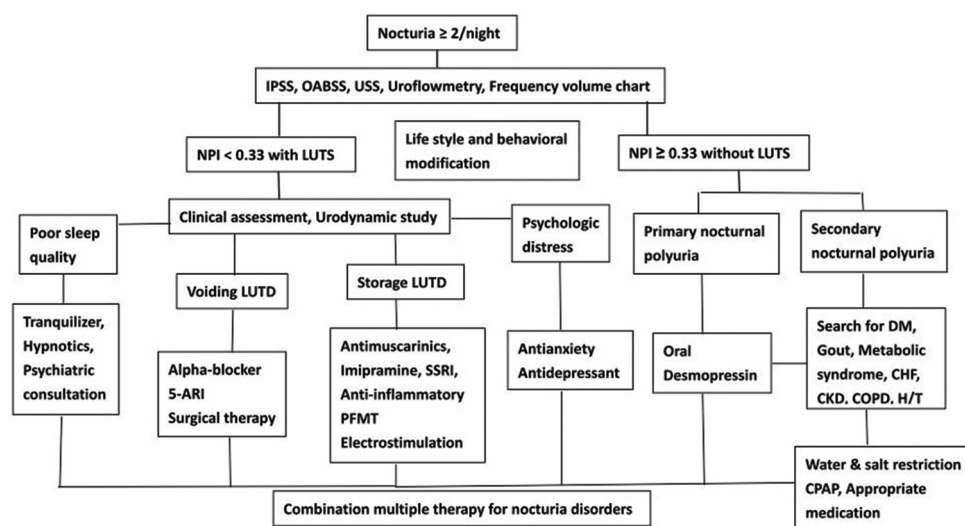 Nocturia ≥ 2/night
IPSS, OABSS, USS, Uroflowmetry, Frequency volume chart
NPI < 0.33 with LUTS
Life style and behavioral
modification
NPI ≥ 0.33 without LUTS
Poor sleep
quality
Clinical assessment, Urodynamic study
Psychologic
distress
Primary nocturnal
polyuria
Secondary
nocturnal polyuria
Voiding LUTD
Storage LUTD
Tranquilizer,
Hypnotics,
Psychiatric
consultation
Alpha-blocker
5-ARI
Surgical therapy
Antimuscarinics,
Imipramine, SSRI,
Anti-inflammatory
PFMT
Electrostimulation
Antianxiety
Antidepressant
Oral
Desmopressin
Search for DM,
Gout, Metabolic
syndrome, CHF,
CKD. COPD. H/T
Water & salt restriction
CPAP, Appropriate
medication
Combination multiple therapy for nocturia disorders